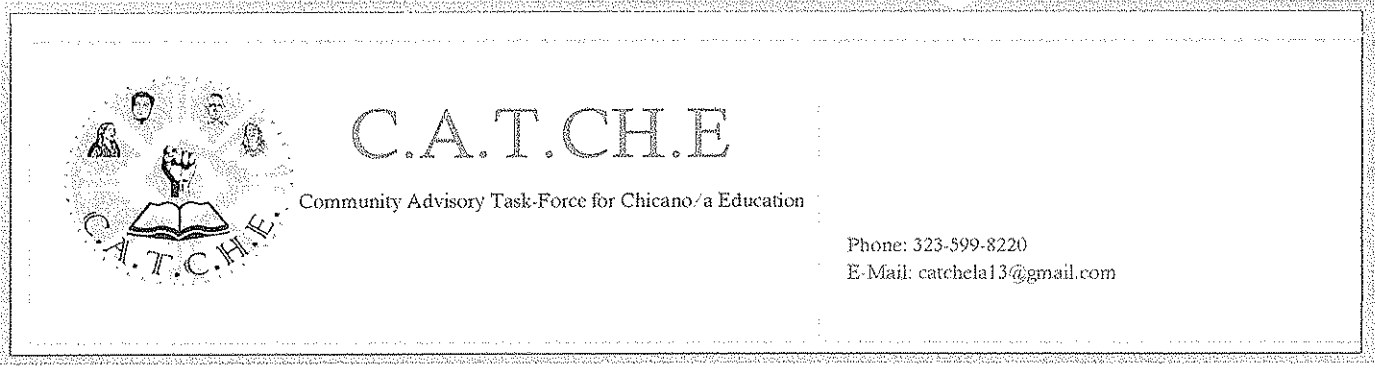 C.A.T.C.H.E.
C.A.T.CH.E
Community Advisory Task-Force for Chicano/a Education
Phone: 323-599-8220
E-Mail: catchela13@gmail.com